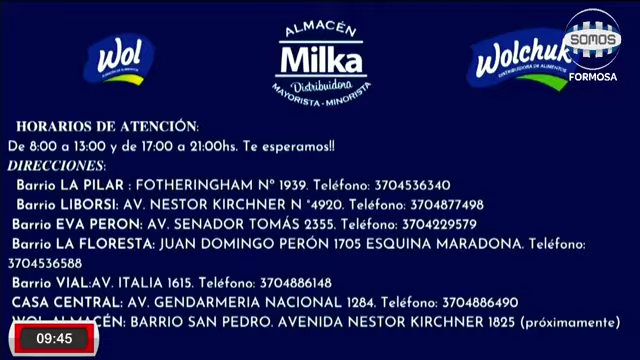 Wol
ALMACÉN
Milka
Distribuidora
MAYORISTA - MINORISTA
Wolchuk
DISTRIBUIDORA DE ALIMENTOS
SOMOS
FORMOSA
HORARIOS DE ATENCIÓN:
De 8:00 a 13:00 y de 17:00 a 21:00hs. Te esperamos!!
DIRECCIONES:
Barrio LA PILAR : FOTHERINGHAM Nº 1939. Teléfono: 3704536340
Barrio LIBORSI: AV. NESTOR KIRCHNER N °4920. Teléfono: 3704877498
Barrio EVA PERON: AV. SENADOR TOMÁS 2355. Teléfono: 3704229579
Barrio LA FLORESTA: JUAN DOMINGO PERÓN 1705 ESQUINA MARADONA. Teléfono:
3704536588
Barrio VIAL:AV. ITALIA 1615. Teléfono: 3704886148
CASA CENTRAL: AV. GENDARMERIA NACIONAL 1284. Teléfono: 3704886490
WOL ALMACÉN: BARRIO SAN PEDRO. AVENIDA NESTOR KIRCHNER 1825 (próximamente)
09:45